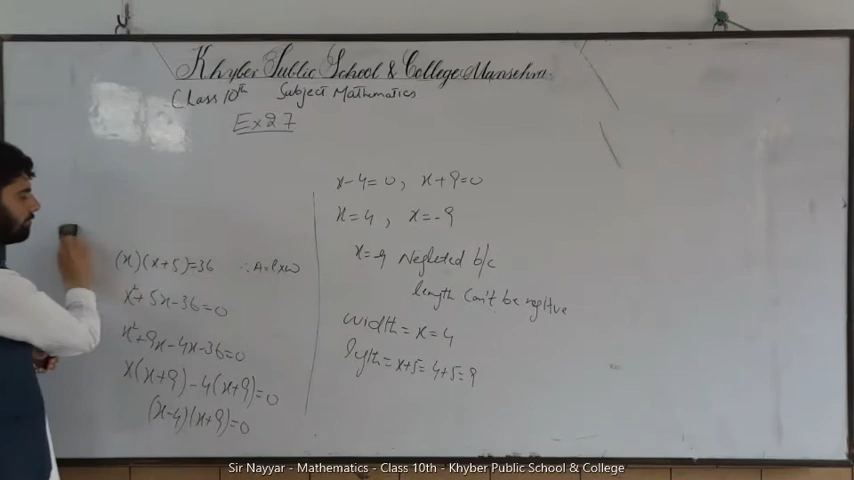 Khyber Public School & College Mansehra.
Class 10th Subject Mathematics
Ex 2.7
(x)(x+5)=36 ∴ A=l×w
x²+5x-36=0
x²+9x-4x-36=0
x(x+9)-4(x+9)=0
(x-4)(x+9)=0
x-4=0, x+9=0
x=4, x=-9
x=-9 Neglected b/c
length Can't be negitve
width=x=4
lgth=x+5=4+5=9
Sir Nayyar - Mathematics - Class 10th - Khyber Public School & College